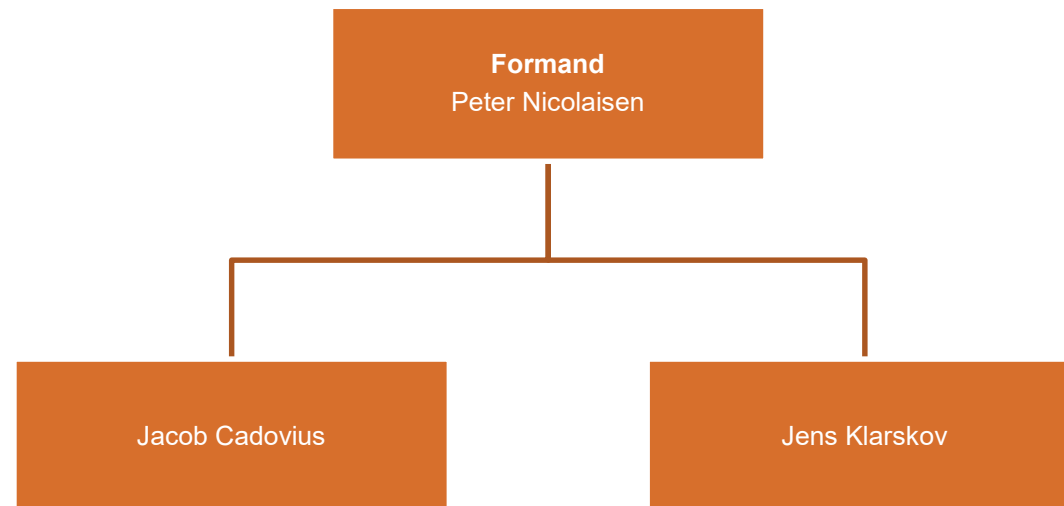 Formand
Peter Nicolaisen
Jacob Cadovius
Jens Klarskov